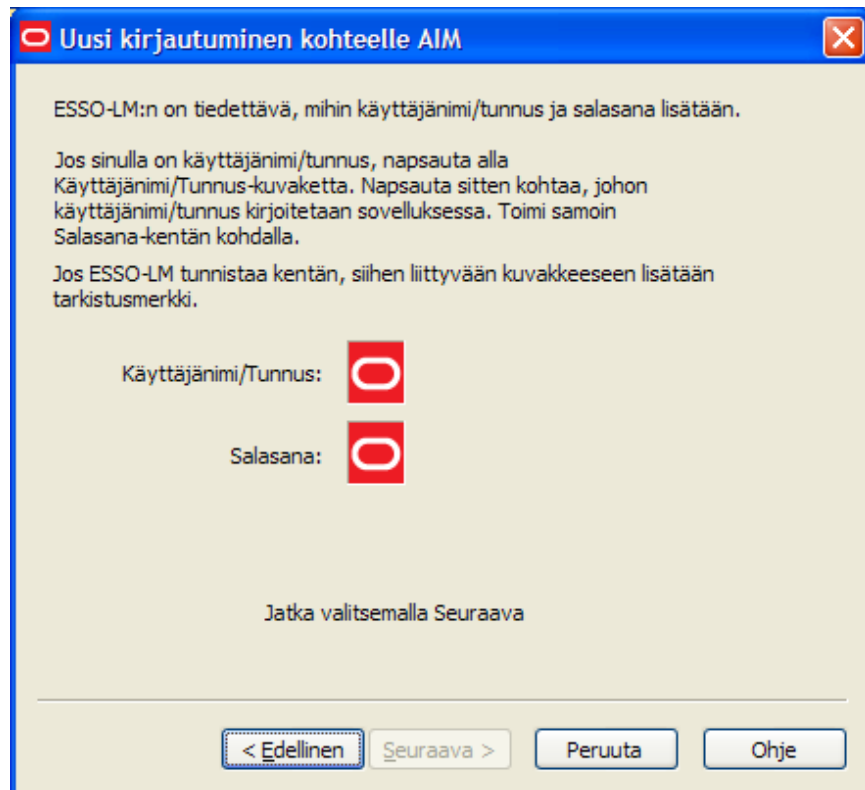 Uusi kirjautuminen kohteelle AIM
ESSO-LM:n on tiedettävä, mihin käyttäjänimi/tunnus ja salasana lisätään.
Jos sinulla on käyttäjänimi/tunnus, napsauta alla
Käyttäjänimi/Tunnus-kuvaketta. Napsauta sitten kohtaa, johon
käyttäjänimi/tunnus kirjoitetaan sovelluksessa. Toimi samoin
Salasana-kentän kohdalla.
Jos ESSO-LM tunnistaa kentän, siihen liittyvään kuvakkeeseen lisätään
tarkistusmerkki.
Käyttäjänimi/Tunnus:
Salasana:
Jatka valitsemalla Seuraava
< Edellinen Seuraava > Peruuta Ohje